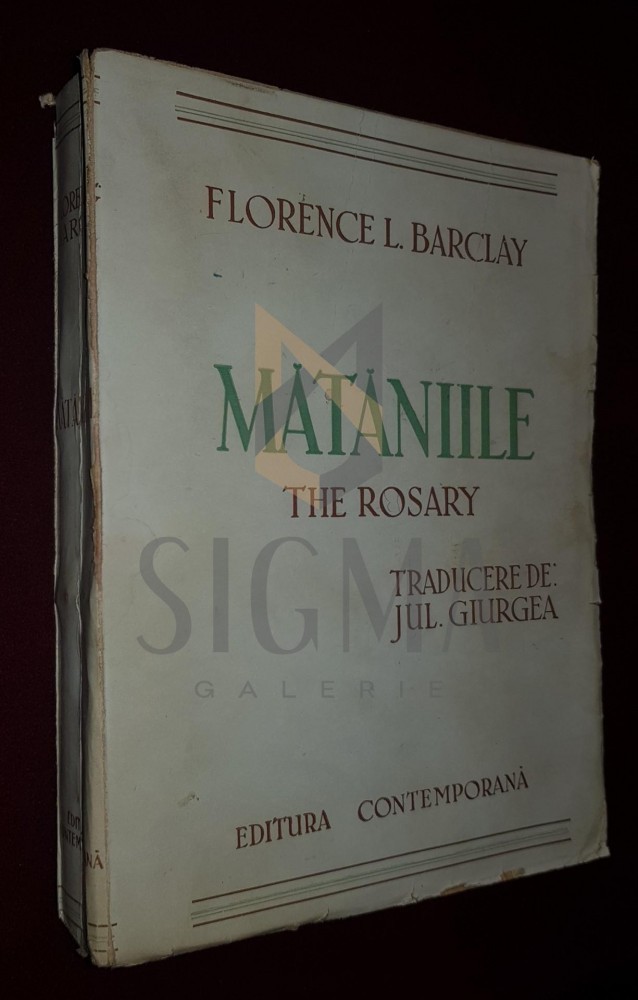 FLORENCE L. BARCLAY
MĂTĂNIILE
THE ROSARY
TRADUCERE DE:
JUL. GIURGEA
EDITURA CONTEMPORANĂ
SIGMA
GALERIE